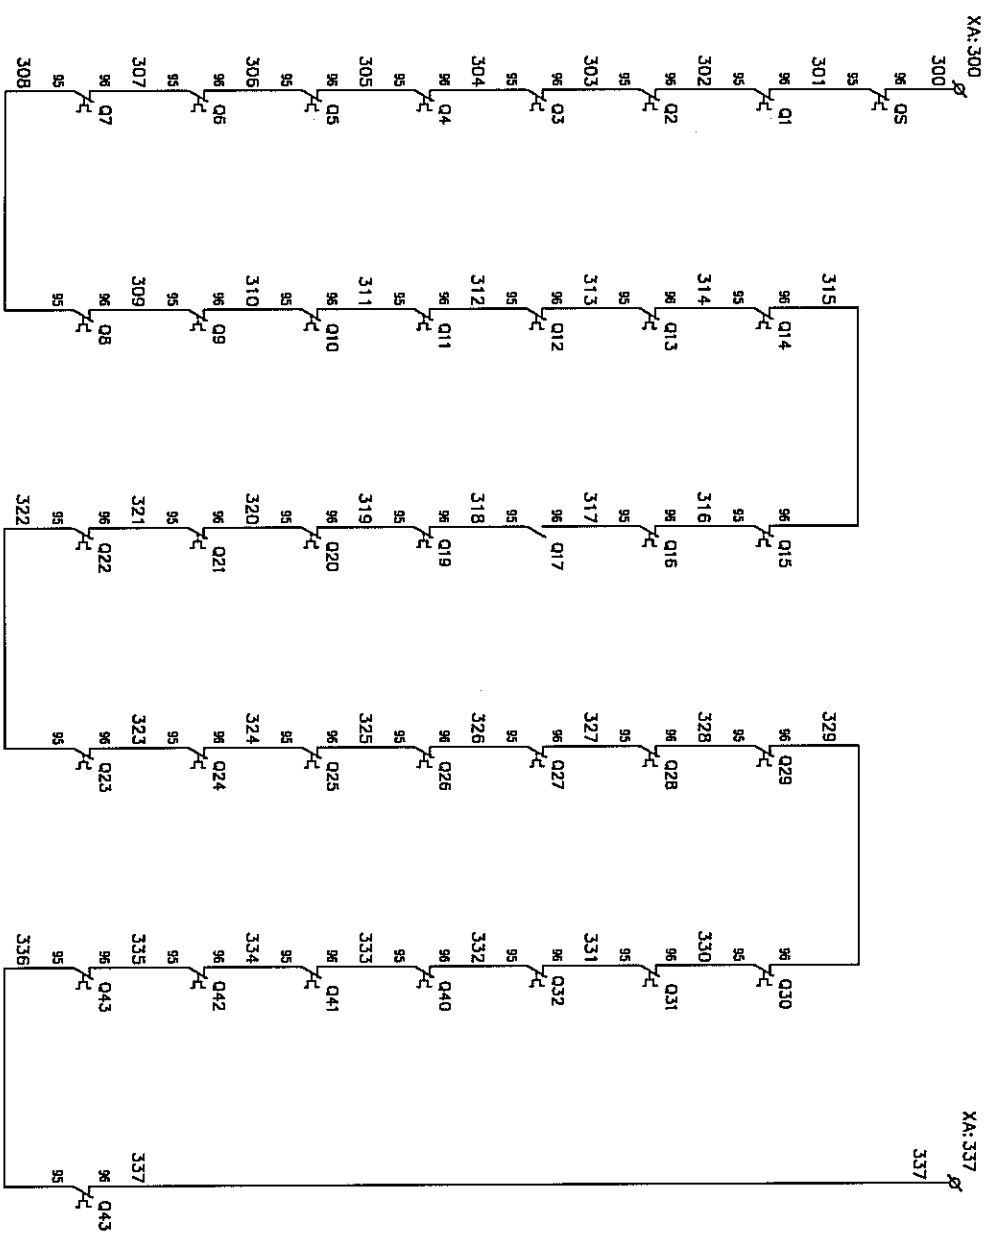 XA:300
300
96
QS
95
301
96
Q1
95
302
96
Q2
95
303
96
Q3
95
304
96
Q4
95
305
96
Q5
95
306
96
Q6
95
307
96
Q7
95
308
315
96
Q14
95
314
96
Q13
95
313
96
Q12
95
312
96
Q11
95
311
96
Q10
95
310
96
Q9
95
309
96
Q8
95
96
Q15
95
316
96
Q16
95
317
96
Q17
95
318
96
Q19
95
319
96
Q20
95
320
96
Q21
95
321
96
Q22
95
322
329
96
Q29
95
328
96
Q28
95
327
96
Q27
95
326
96
Q26
95
325
96
Q25
95
324
96
Q24
95
323
96
Q23
95
96
Q30
95
330
96
Q31
95
331
96
Q32
95
332
96
Q40
95
333
96
Q41
95
334
96
Q42
95
335
96
Q43
95
336
XA:337
337
337
96
Q43
95